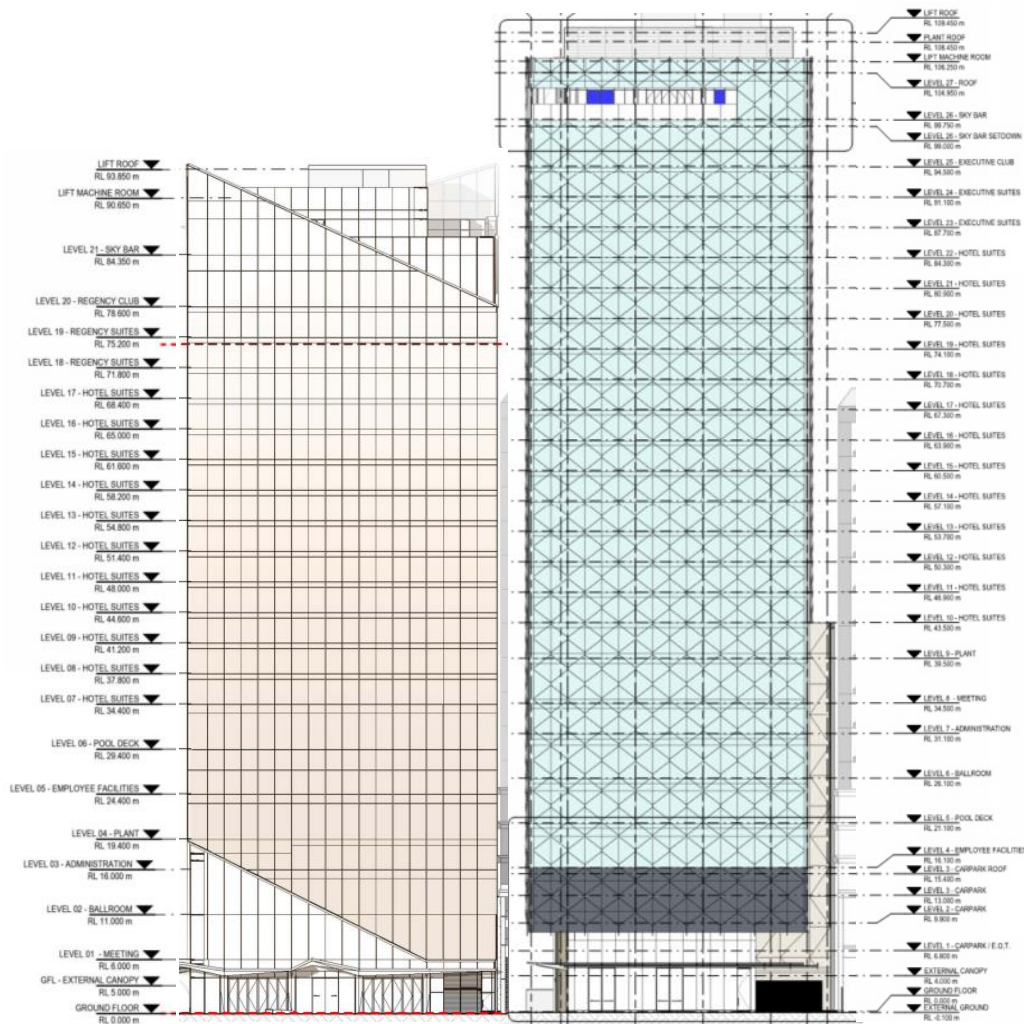 LIFT ROOF
RL 93.850 m
LIFT MACHINE ROOM
RL 90.650 m
LEVEL 21 - SKY BAR
RL 84.350 m
LEVEL 20 - REGENCY CLUB
RL 78.600 m
LEVEL 19 - REGENCY SUITES
RL 75.200 m
LEVEL 18 - REGENCY SUITES
RL 71.800 m
LEVEL 17 - HOTEL SUITES
RL 68.400 m
LEVEL 16 - HOTEL SUITES
RL 65.000 m
LEVEL 15 - HOTEL SUITES
RL 61.600 m
LEVEL 14 - HOTEL SUITES
RL 58.200 m
LEVEL 13 - HOTEL SUITES
RL 54.800 m
LEVEL 12 - HOTEL SUITES
RL 51.400 m
LEVEL 11 - HOTEL SUITES
RL 48.000 m
LEVEL 10 - HOTEL SUITES
RL 44.600 m
LEVEL 09 - HOTEL SUITES
RL 41.200 m
LEVEL 08 - HOTEL SUITES
RL 37.800 m
LEVEL 07 - HOTEL SUITES
RL 34.400 m
LEVEL 06 - POOL DECK
RL 29.400 m
LEVEL 05 - EMPLOYEE FACILITIES
RL 24.400 m
LEVEL 04 - PLANT
RL 19.400 m
LEVEL 03 - ADMINISTRATION
RL 16.000 m
LEVEL 02 - BALLROOM
RL 11.000 m
LEVEL 01 - MEETING
RL 6.000 m
GFL - EXTERNAL CANOPY
RL 5.000 m
GROUND FLOOR
RL 0.000 m
LIFT ROOF
RL 109.450 m
PLANT ROOF
RL 108.450 m
LIFT MACHINE ROOM
RL 106.250 m
LEVEL 27 - ROOF
RL 104.950 m
LEVEL 26 - SKY BAR
RL 99.750 m
LEVEL 26 - SKY BAR SETDOWN
RL 99.000 m
LEVEL 25 - EXECUTIVE CLUB
RL 94.500 m
LEVEL 24 - EXECUTIVE SUITES
RL 91.100 m
LEVEL 23 - EXECUTIVE SUITES
RL 87.700 m
LEVEL 22 - HOTEL SUITES
RL 84.300 m
LEVEL 21 - HOTEL SUITES
RL 80.900 m
LEVEL 20 - HOTEL SUITES
RL 77.500 m
LEVEL 19 - HOTEL SUITES
RL 74.100 m
LEVEL 18 - HOTEL SUITES
RL 70.700 m
LEVEL 17 - HOTEL SUITES
RL 67.300 m
LEVEL 16 - HOTEL SUITES
RL 63.900 m
LEVEL 15 - HOTEL SUITES
RL 60.500 m
LEVEL 14 - HOTEL SUITES
RL 57.100 m
LEVEL 13 - HOTEL SUITES
RL 53.700 m
LEVEL 12 - HOTEL SUITES
RL 50.300 m
LEVEL 11 - HOTEL SUITES
RL 46.900 m
LEVEL 10 - HOTEL SUITES
RL 43.500 m
LEVEL 9 - PLANT
RL 39.500 m
LEVEL 8 - MEETING
RL 34.500 m
LEVEL 7 - ADMINISTRATION
RL 31.100 m
LEVEL 6 - BALLROOM
RL 26.100 m
LEVEL 5 - POOL DECK
RL 21.100 m
LEVEL 4 - EMPLOYEE FACILITIES
RL 16.100 m
LEVEL 3 - CARPARK ROOF
RL 15.400 m
LEVEL 3 - CARPARK
RL 13.000 m
LEVEL 2 - CARPARK
RL 9.900 m
LEVEL 1 - CARPARK / E.O.T.
RL 6.800 m
EXTERNAL CANOPY
RL 4.000 m
GROUND FLOOR
RL 0.000 m
EXTERNAL GROUND
RL -0.100 m